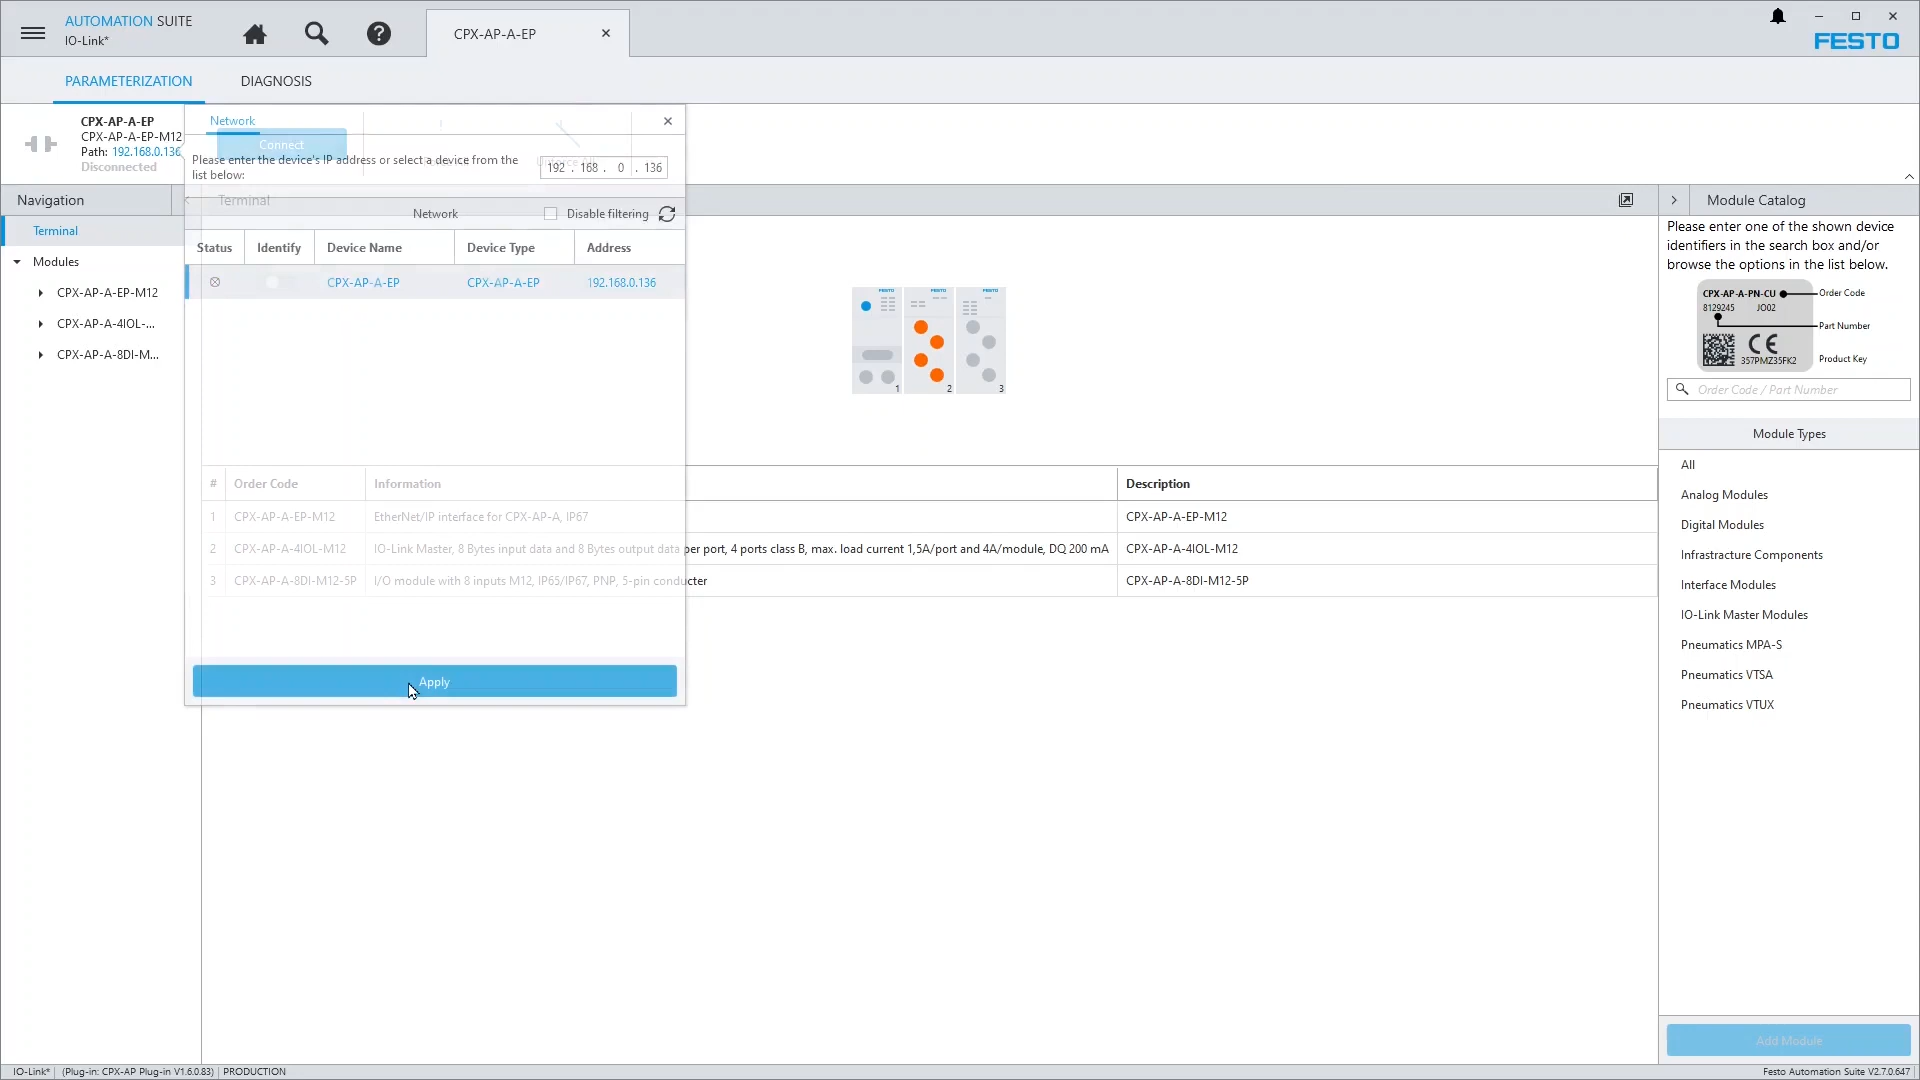 AUTOMATION SUITE
IO-Link*
CPX-AP-A-EP
FESTO
PARAMETERIZATION
DIAGNOSIS
CPX-AP-A-EP
CPX-AP-A-EP-M12
Path: 192.168.0.136
Disconnected
Network
Connect
Please enter the device's IP address or select a device from the
list below:
192 . 168 . 0 . 136
Navigation
Terminal
Network
Disable filtering
Status
Identify
Device Name
Device Type
Address
CPX-AP-A-EP
CPX-AP-A-EP
192.168.0.136
Terminal
Modules
CPX-AP-A-EP-M12
CPX-AP-A-4IOL-...
CPX-AP-A-8DI-M...
FESTO
FESTO
FESTO
1
2
3
# Order Code Information Description
1 CPX-AP-A-EP-M12 EtherNet/IP interface for CPX-AP-A, IP67 CPX-AP-A-EP-M12
2 CPX-AP-A-4IOL-M12 IO-Link Master, 8 Bytes input data and 8 Bytes output data per port, 4 ports class B, max. load current 1,5A/port and 4A/module, DQ 200 mA CPX-AP-A-4IOL-M12
3 CPX-AP-A-8DI-M12-5P I/O module with 8 inputs M12, IP65/IP67, PNP, 5-pin conducter CPX-AP-A-8DI-M12-5P
Apply
Module Catalog
Please enter one of the shown device
identifiers in the search box and/or
browse the options in the list below.
CPX-AP-A-PN-CU
Order Code
8129245 JO02
Part Number
CE
357PMZ35FK2
Product Key
Order Code / Part Number
Module Types
All
Analog Modules
Digital Modules
Infrastracture Components
Interface Modules
IO-Link Master Modules
Pneumatics MPA-S
Pneumatics VTSA
Pneumatics VTUX
Add Module
IO-Link* (Plug-in: CPX-AP Plug-in V1.6.0.83) PRODUCTION
Festo Automation Suite V2.7.0.647